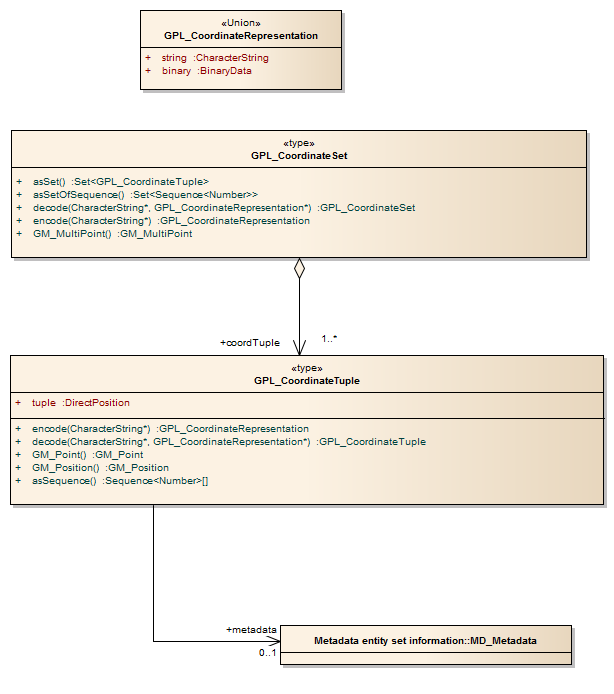 «Union»
GPL_CoordinateRepresentation
+ string :CharacterString
+ binary :BinaryData
«type»
GPL_CoordinateSet
+ asSet() :Set<GPL_CoordinateTuple>
+ asSetOfSequence() :Set<Sequence<Number>>
+ decode(CharacterString*, GPL_CoordinateRepresentation*) :GPL_CoordinateSet
+ encode(CharacterString*) :GPL_CoordinateRepresentation
+ GM_MultiPoint() :GM_MultiPoint
+coordTuple 1..*
«type»
GPL_CoordinateTuple
+ tuple :DirectPosition
+ encode(CharacterString*) :GPL_CoordinateRepresentation
+ decode(CharacterString*, GPL_CoordinateRepresentation*) :GPL_CoordinateTuple
+ GM_Point() :GM_Point
+ GM_Position() :GM_Position
+ asSequence() :Sequence<Number>[]
+metadata
0..1
Metadata entity set information::MD_Metadata